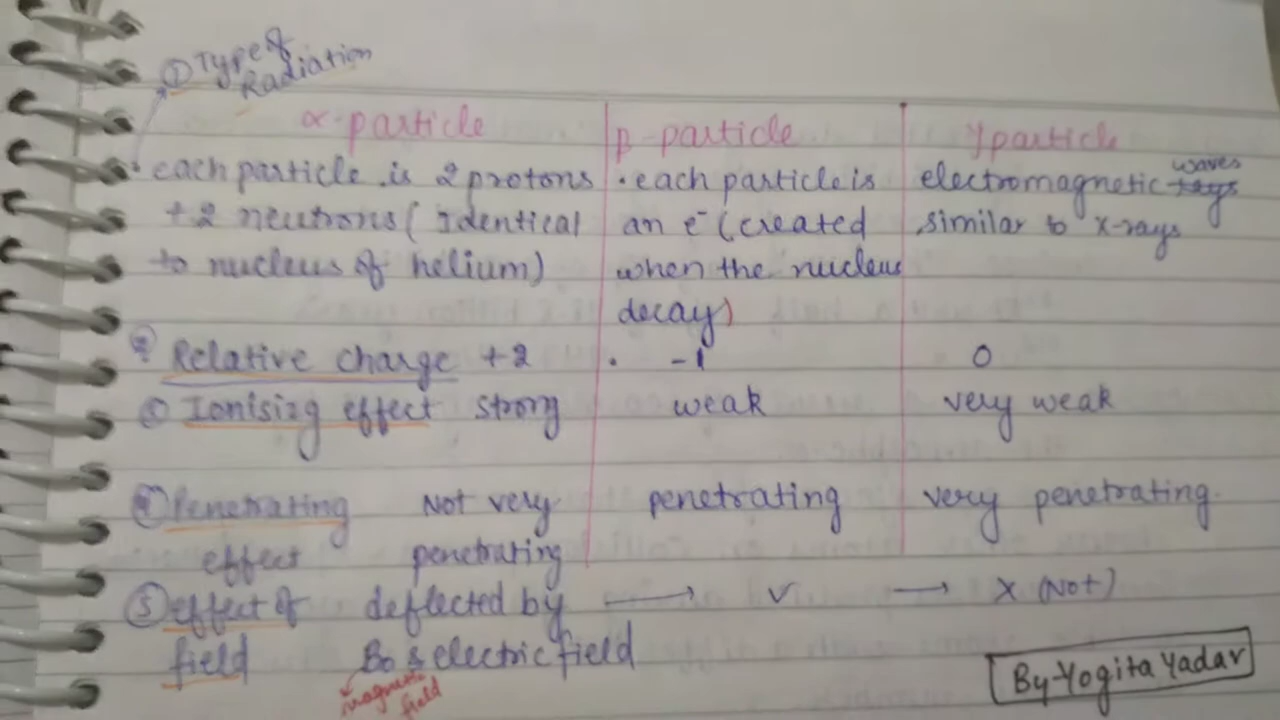 ① Type of
Radiation
α-particle β-particle γ particle
• each particle is 2 protons • each particle is electromagnetic waves
+2 neutrons (identical an e⁻ (created similar to x-rays
to nucleus of helium) when the nucleus
decay)
② Relative charge +2 • -1 0
③ Ionising effect strong weak very weak
④ Penetrating Not very penetrating very penetrating.
effect penetrating
⑤ effect of deflected by → ✓ → X (Not)
field Bo & electric field
magnetic
field
By-Yogita Yadav